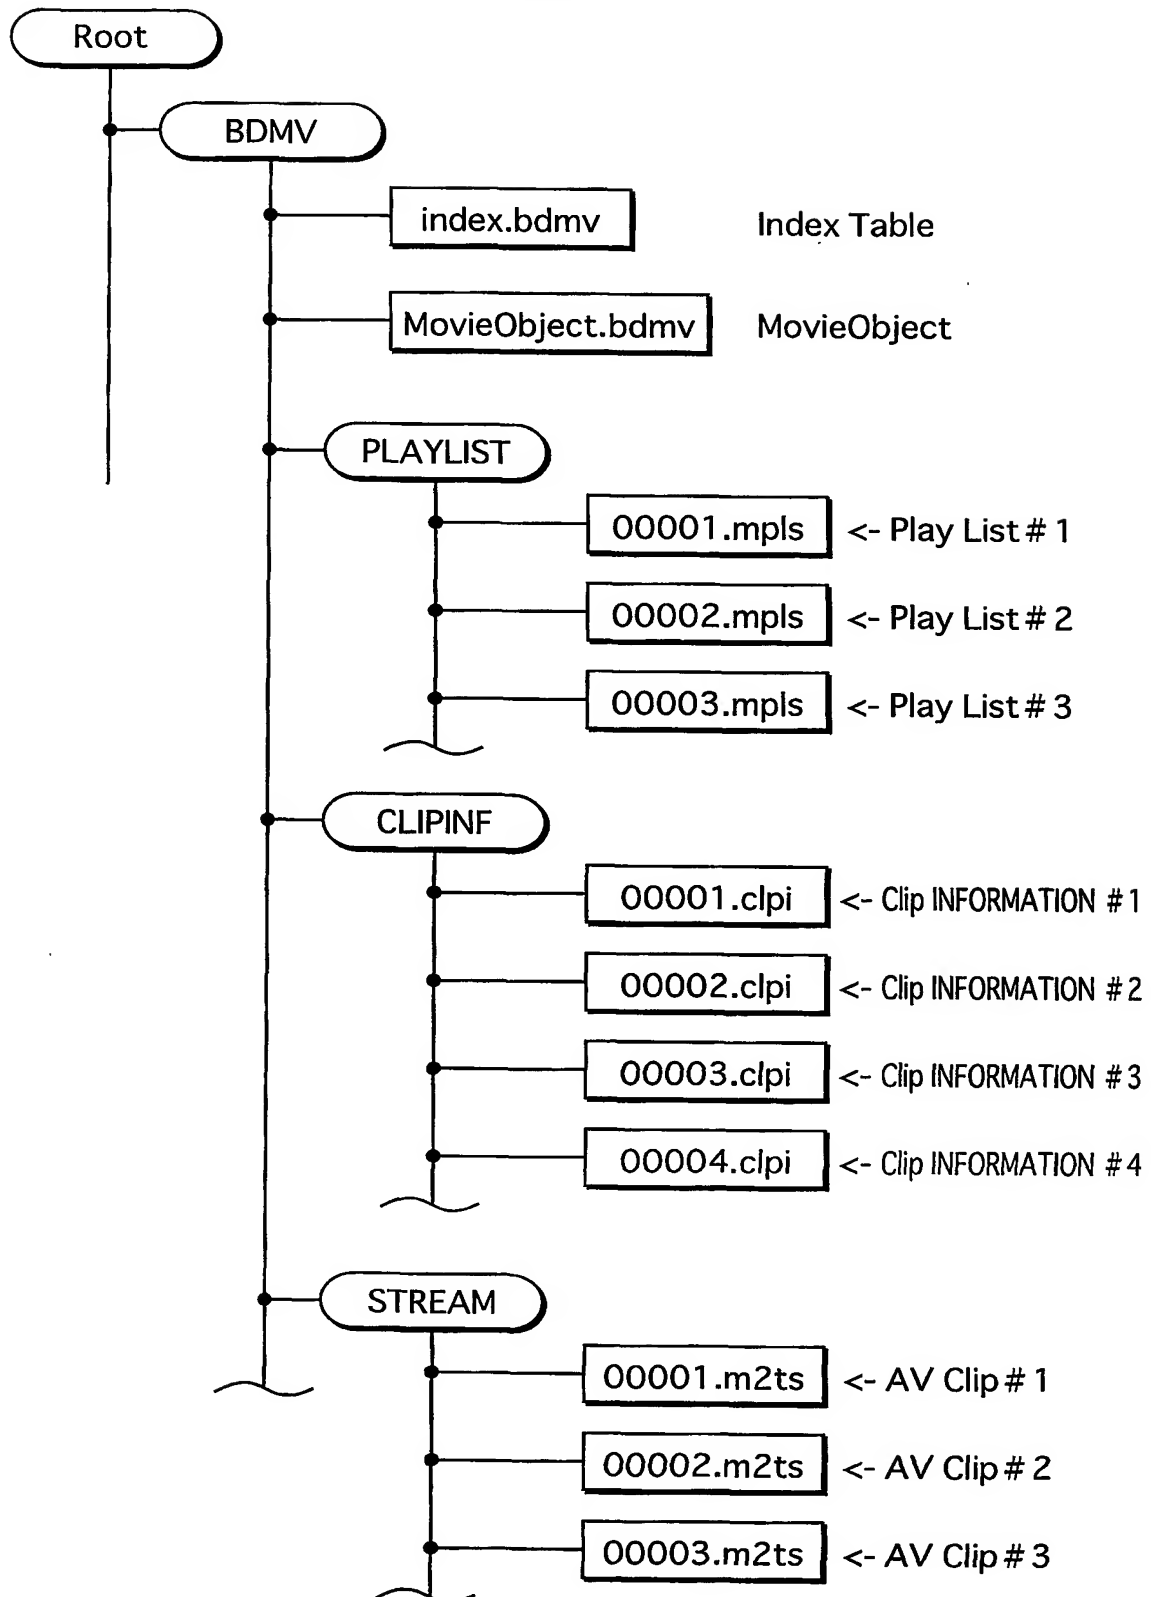 Root
BDMV
index.bdmv Index Table
MovieObject.bdmv MovieObject
PLAYLIST
00001.mpls <- Play List # 1
00002.mpls <- Play List # 2
00003.mpls <- Play List # 3
CLIPINF
00001.clpi <- Clip INFORMATION #1
00002.clpi <- Clip INFORMATION #2
00003.clpi <- Clip INFORMATION #3
00004.clpi <- Clip INFORMATION #4
STREAM
00001.m2ts <- AV Clip # 1
00002.m2ts <- AV Clip # 2
00003.m2ts <- AV Clip # 3